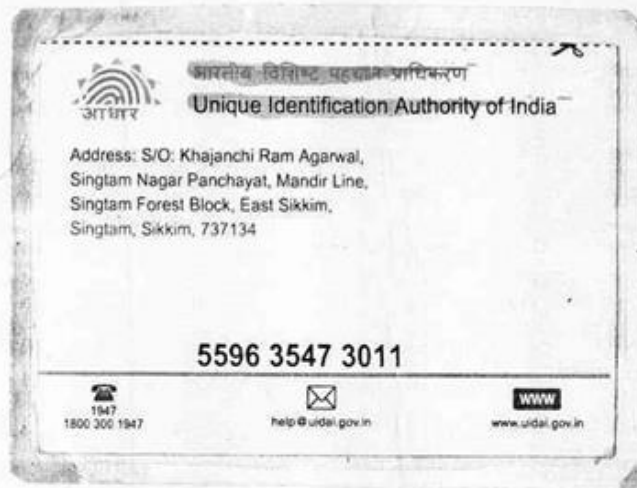 भारतीय विशिष्ट पहचान प्राधिकरण
Unique Identification Authority of India
आधार
Address: S/O: Khajanchi Ram Agarwal,
Singtam Nagar Panchayat, Mandir Line,
Singtam Forest Block, East Sikkim,
Singtam, Sikkim, 737134
5596 3547 3011
1947
1800 300 1947
help@uidai.gov.in
WWW
www.uidai.gov.in